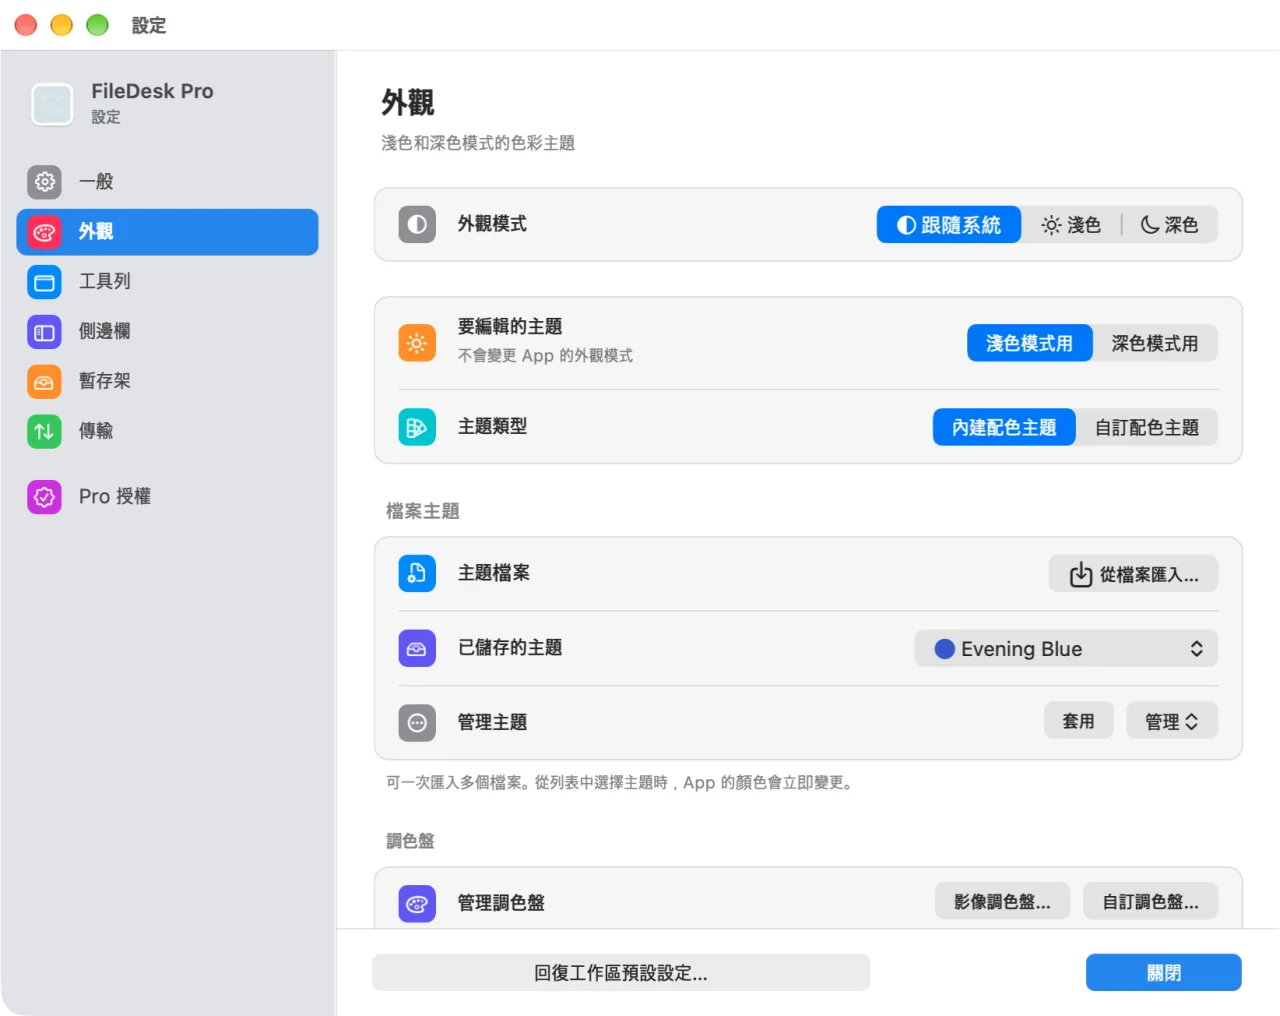 設定
FileDesk Pro
設定
一般
外觀
工具列
側邊欄
暫存架
傳輸
Pro 授權
外觀
淺色和深色模式的色彩主題
外觀模式
跟隨系統
淺色
深色
要編輯的主題
不會變更 App 的外觀模式
淺色模式用
深色模式用
主題類型
內建配色主題
自訂配色主題
檔案主題
主題檔案
從檔案匯入...
已儲存的主題
Evening Blue
管理主題
套用
管理
可一次匯入多個檔案。從列表中選擇主題時，App 的顏色會立即變更。
調色盤
管理調色盤
影像調色盤...
自訂調色盤...
回復工作區預設設定...
關閉